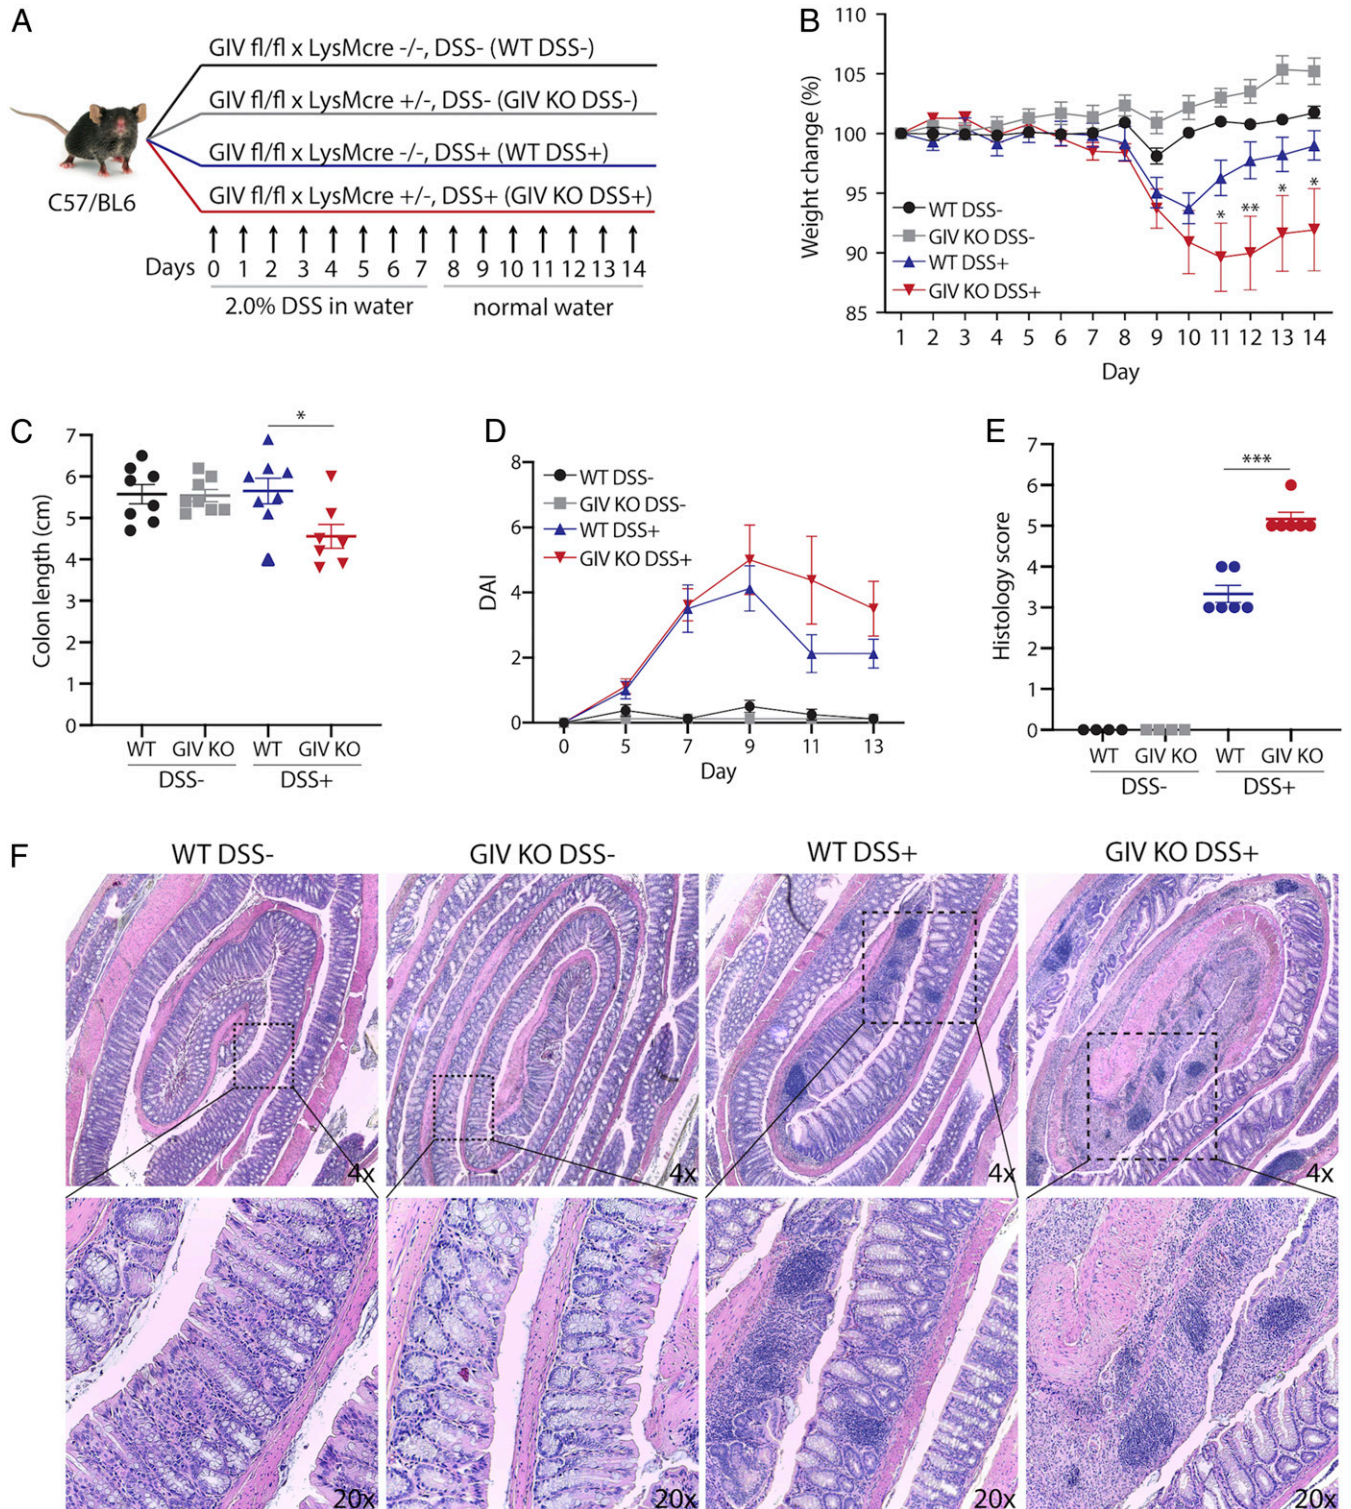 A
GIV fl/fl x LysMcre -/-, DSS- (WT DSS-)
GIV fl/fl x LysMcre +/-, DSS- (GIV KO DSS-)
GIV fl/fl x LysMcre -/-, DSS+ (WT DSS+)
GIV fl/fl x LysMcre +/-, DSS+ (GIV KO DSS+)
C57/BL6
Days 0 1 2 3 4 5 6 7 8 9 10 11 12 13 14
2.0% DSS in water normal water
B
Weight change (%)
110
105
100
95
90
85
WT DSS-
GIV KO DSS-
WT DSS+
GIV KO DSS+
* ** * *
1 2 3 4 5 6 7 8 9 10 11 12 13 14
Day
C
Colon length (cm)
7
6
5
4
3
2
1
0
*
WT GIV KO WT GIV KO
DSS- DSS+
D
DAI
8
6
4
2
0
WT DSS-
GIV KO DSS-
WT DSS+
GIV KO DSS+
0 5 7 9 11 13
Day
E
Histology score
7
6
5
4
3
2
1
0
***
WT GIV KO WT GIV KO
DSS- DSS+
F
WT DSS- GIV KO DSS- WT DSS+ GIV KO DSS+
4x 4x 4x 4x
20x 20x 20x 20x